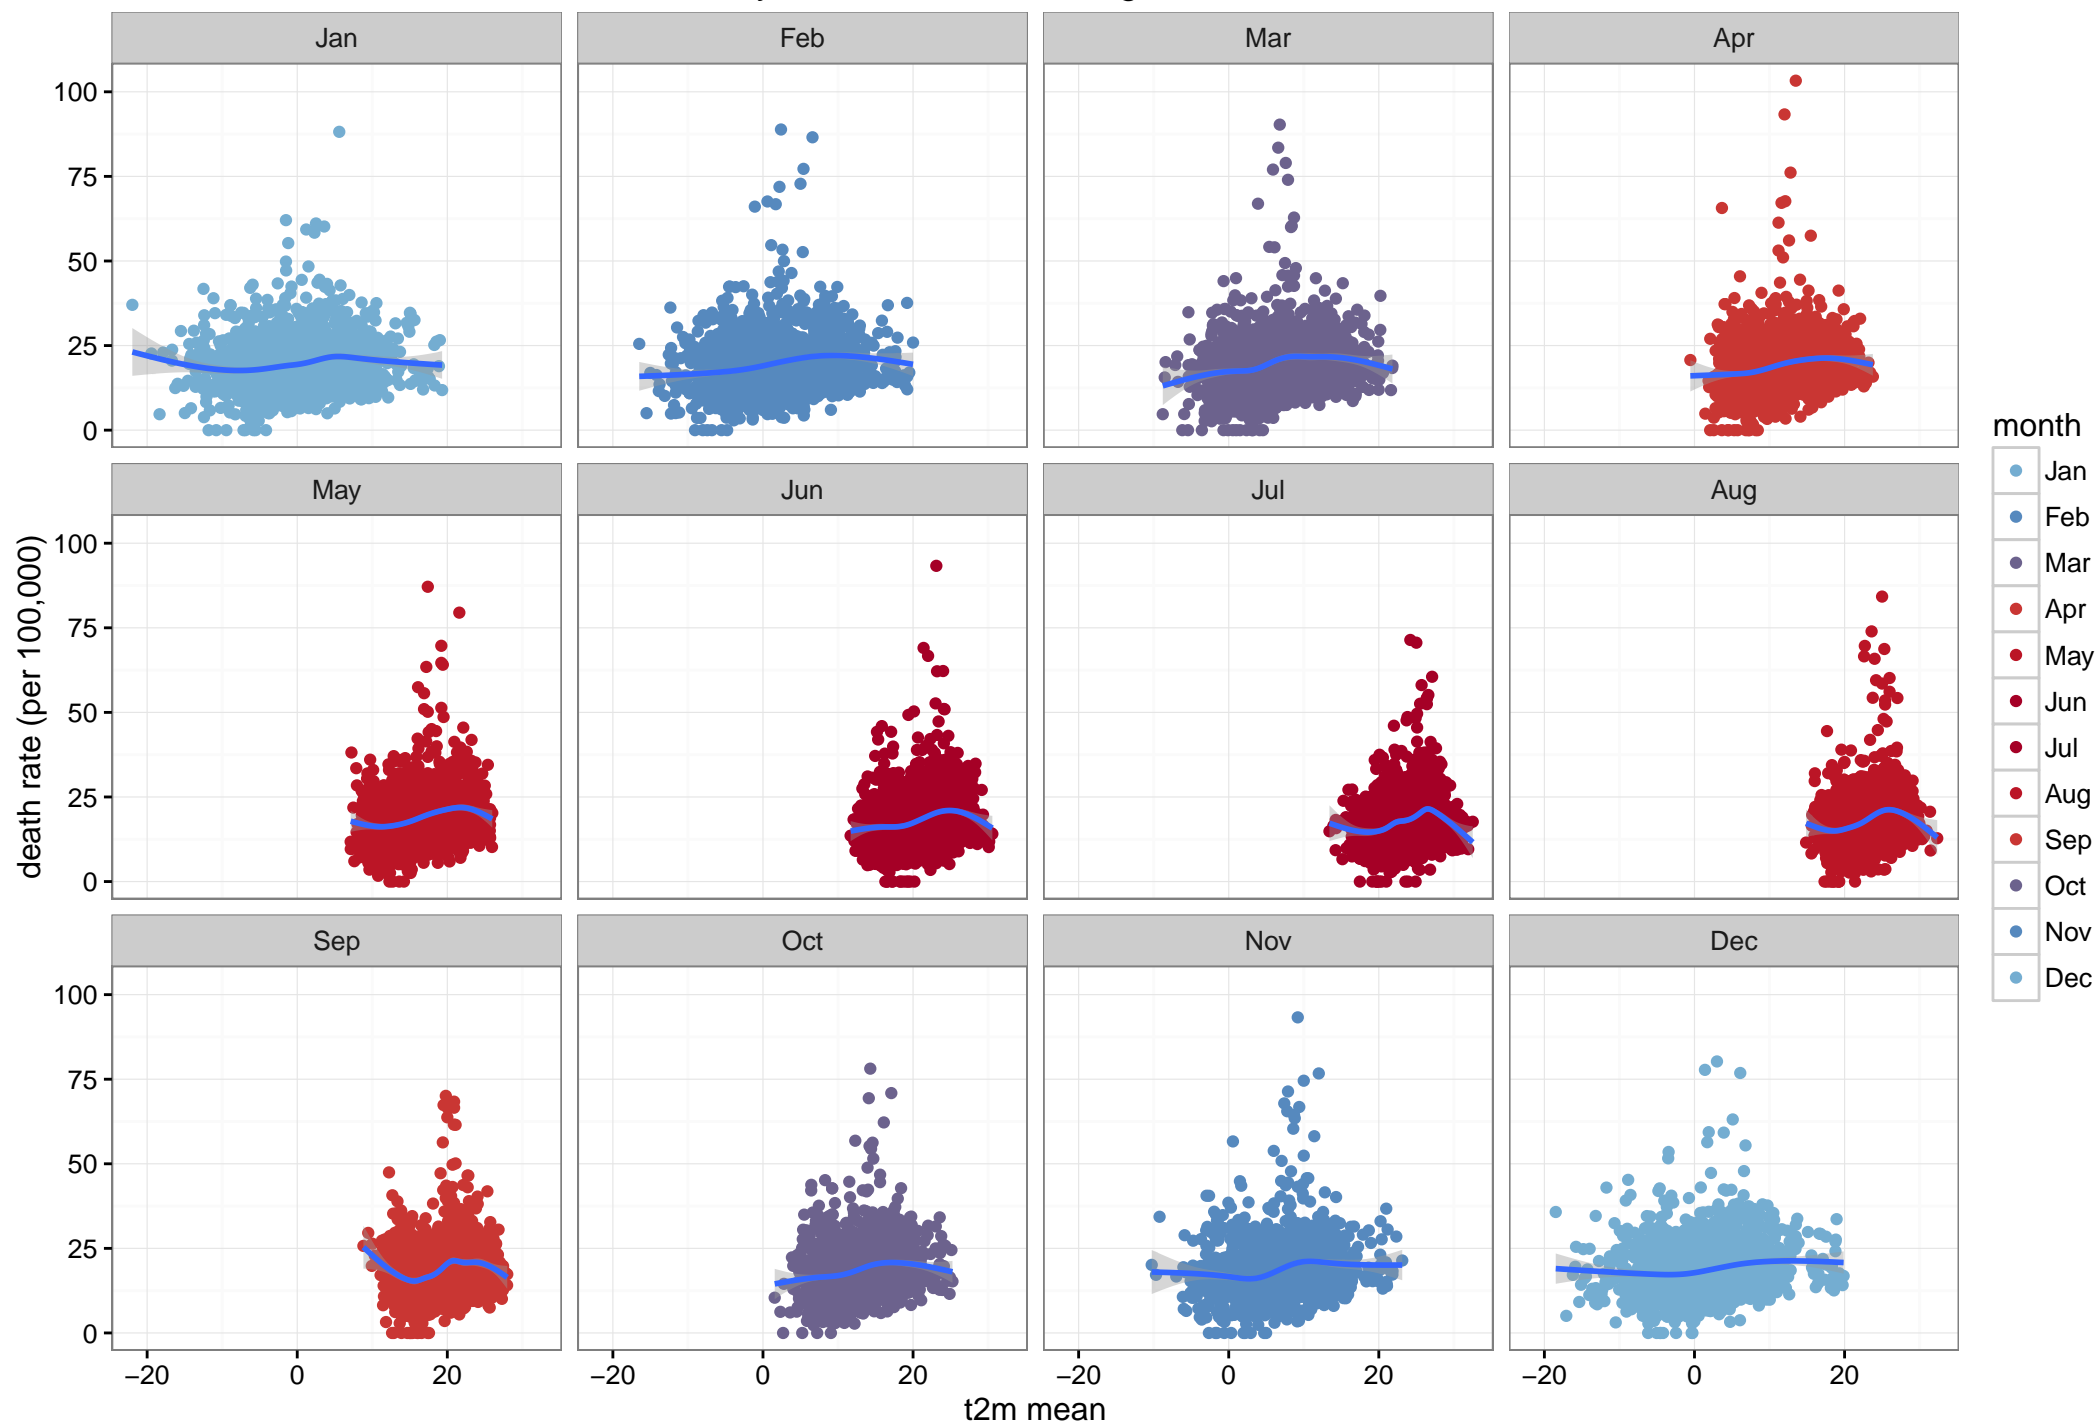 Jan Feb Mar Apr
100
75
50
25
0
May Jun Jul Aug
100
75
50
25
0
Sep Oct Nov Dec
100
75
50
25
0
−20 0 20 −20 0 20 −20 0 20 −20 0 20
t2m mean
death rate (per 100,000)
month
Jan
Feb
Mar
Apr
May
Jun
Jul
Aug
Sep
Oct
Nov
Dec